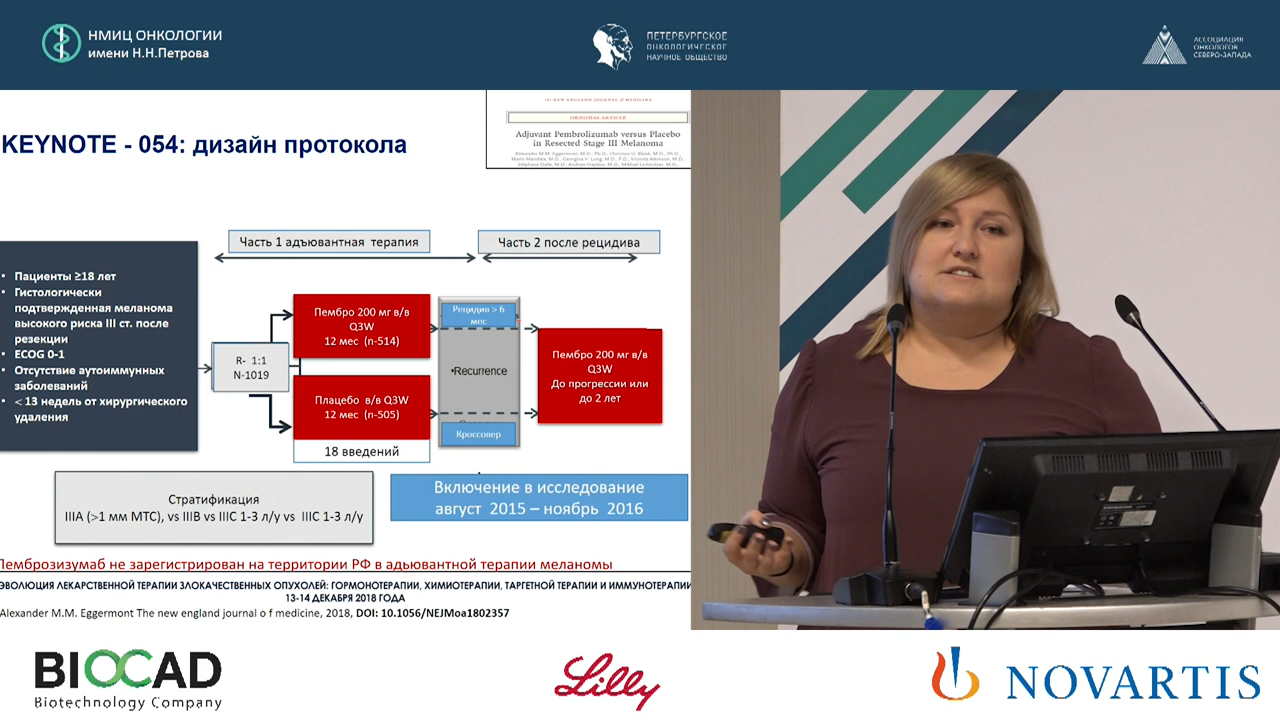 НМИЦ ОНКОЛОГИИ
имени Н.Н.Петрова
ПЕТЕРБУРГСКОЕ
ОНКОЛОГИЧЕСКОЕ
НАУЧНОЕ ОБЩЕСТВО
АССОЦИАЦИЯ
ОНКОЛОГОВ
СЕВЕРО-ЗАПАДА
KEYNOTE - 054: дизайн протокола
THE NEW ENGLAND JOURNAL of MEDICINE
ORIGINAL ARTICLE
Adjuvant Pembrolizumab versus Placebo
in Resected Stage III Melanoma
Часть 1 адъювантная терапия
Часть 2 после рецидива
• Пациенты ≥18 лет
• Гистологически
подтвержденная меланома
высокого риска III ст. после
резекции
• ECOG 0-1
• Отсутствие аутоиммунных
заболеваний
• < 13 недель от хирургического
удаления
R- 1:1
N-1019
Пембро 200 мг в/в
Q3W
12 мес (n-514)
Плацебо в/в Q3W
12 мес (n-505)
18 введений
Рецидив > 6
мес
•Recurrence
Кроссовер
Пембро 200 мг в/в
Q3W
До прогрессии или
до 2 лет
Стратификация
IIIA (>1 мм МТС), vs IIIB vs IIIC 1-3 л/у vs IIIC 1-3 л/у
Включение в исследование
август 2015 – ноябрь 2016
Пемброзизумаб не зарегистрирован на территории РФ в адъювантной терапии меланомы
ЭВОЛЮЦИЯ ЛЕКАРСТВЕННОЙ ТЕРАПИИ ЗЛОКАЧЕСТВЕННЫХ ОПУХОЛЕЙ: ГОРМОНОТЕРАПИИ, ХИМИОТЕРАПИИ, ТАРГЕТНОЙ ТЕРАПИИ И ИММУНОТЕРАПИИ
13-14 ДЕКАБРЯ 2018 ГОДА
Alexander M.M. Eggermont The new england journal o f medicine, 2018, DOI: 10.1056/NEJMoa1802357
BIOCAD
Biotechnology Company
Lilly
NOVARTIS